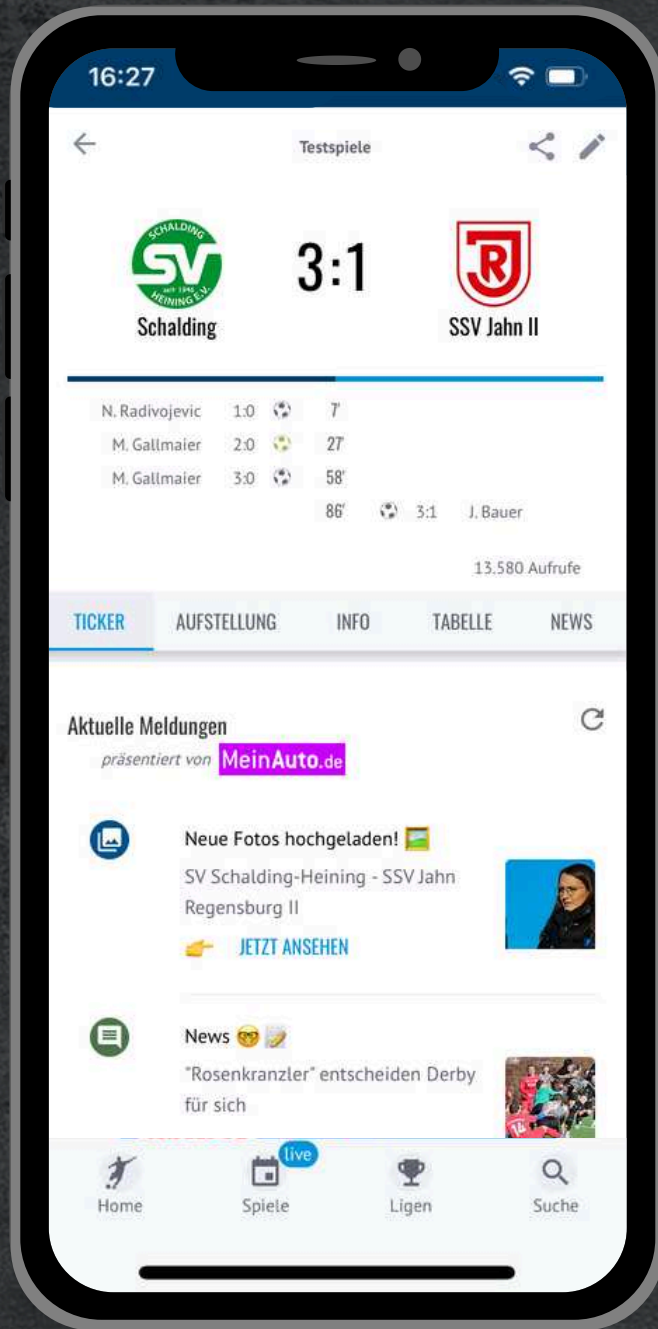 16:27
Testspiele
SCHALDING
SV
seit 1946
HEINING E.V.
3:1
R
Schalding
SSV Jahn II
N. Radivojevic 1:0 7'
M. Gallmaier 2:0 27'
M. Gallmaier 3:0 58'
86' 3:1 J. Bauer
13.580 Aufrufe
TICKER AUFSTELLUNG INFO TABELLE NEWS
Aktuelle Meldungen
präsentiert von MeinAuto.de
Neue Fotos hochgeladen!
SV Schalding-Heining - SSV Jahn
Regensburg II
JETZT ANSEHEN
News
"Rosenkranzler" entscheiden Derby
für sich
14
live
Home Spiele Ligen Suche